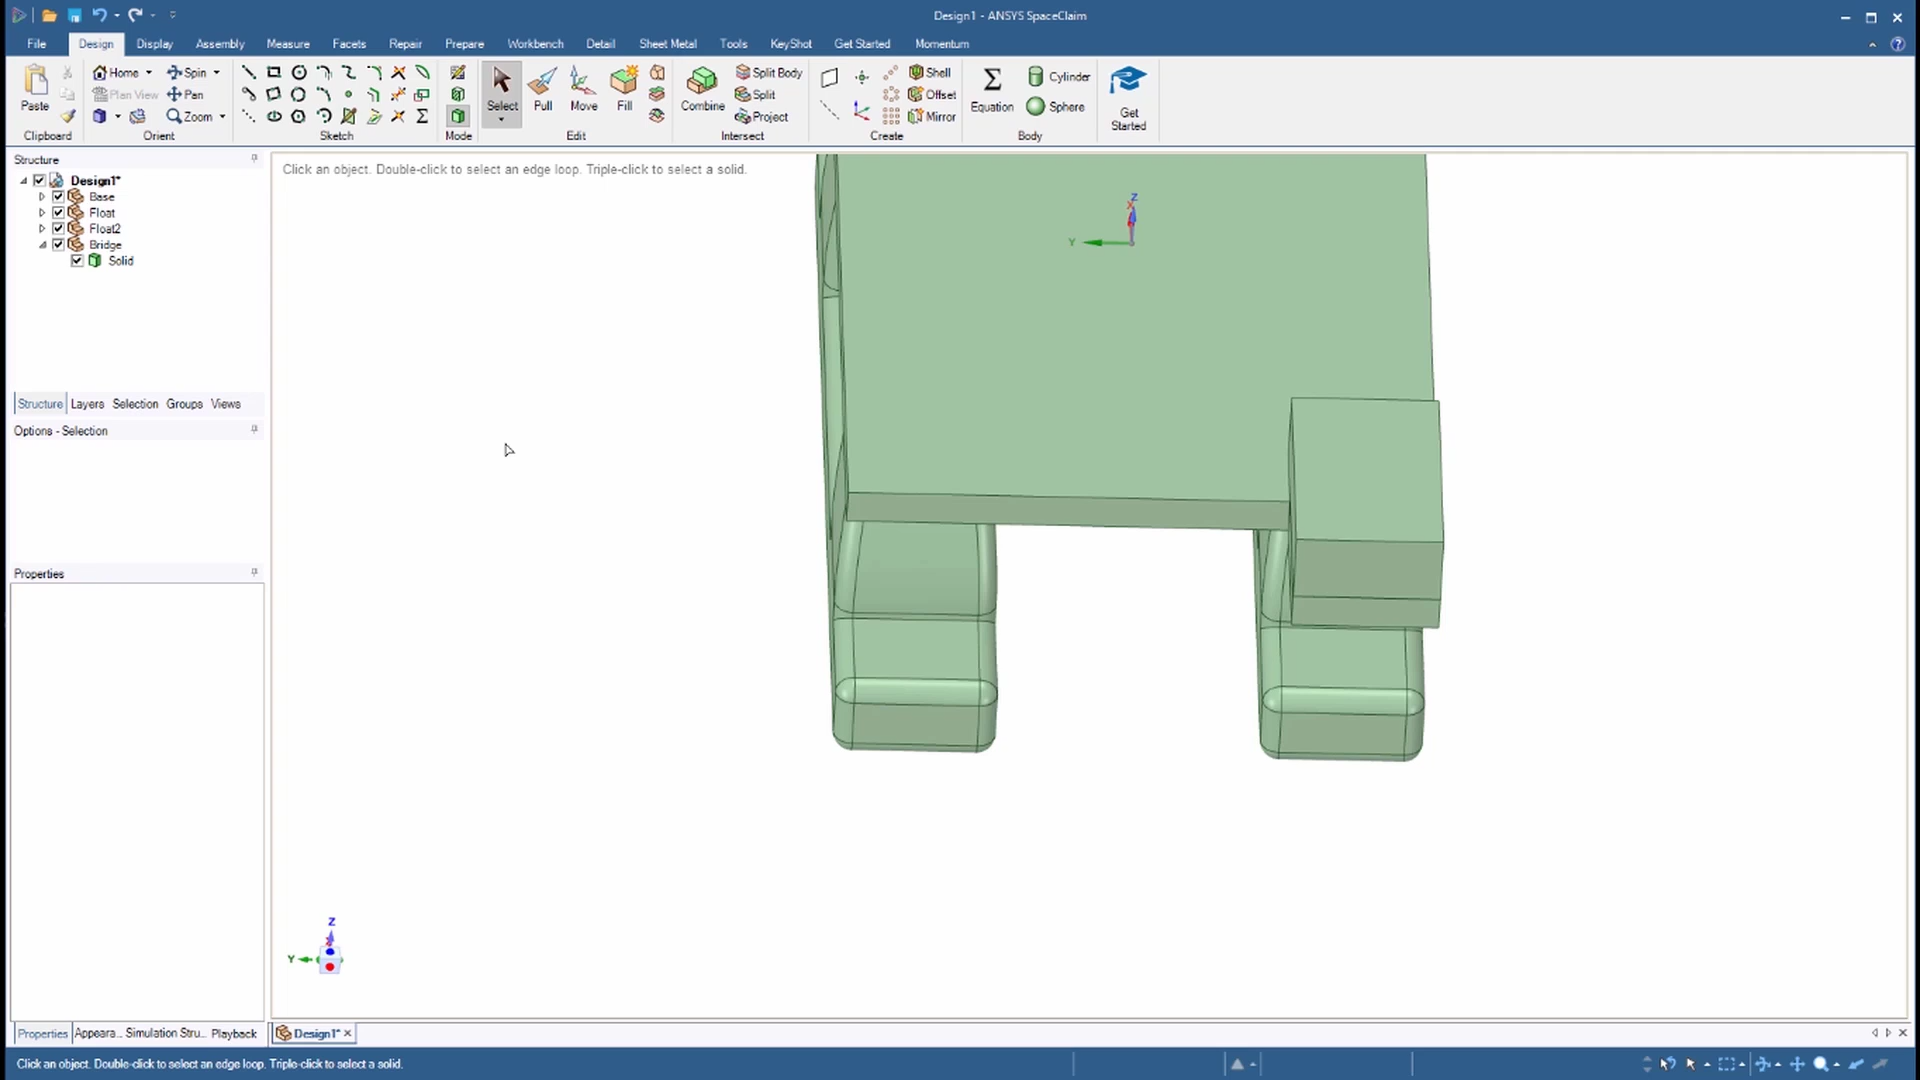 Design1 - ANSYS SpaceClaim
File Design Display Assembly Measure Facets Repair Prepare Workbench Detail Sheet Metal Tools KeyShot Get Started Momentum
Paste
Clipboard
Home Spin
Plan View Pan
Zoom
Orient
Sketch
Mode
Select Pull Move Fill
Edit
Combine
Split Body
Split
Project
Intersect
Shell
Offset
Mirror
Create
Equation
Cylinder
Sphere
Body
Get
Started
Structure
Design1*
Base
Float
Float2
Bridge
Solid
Structure Layers Selection Groups Views
Options - Selection
Properties
Properties Appeara... Simulation Stru... Playback
Click an object. Double-click to select an edge loop. Triple-click to select a solid.
Z
X
Y
Z
Y
Design1*
Click an object. Double-click to select an edge loop. Triple-click to select a solid.